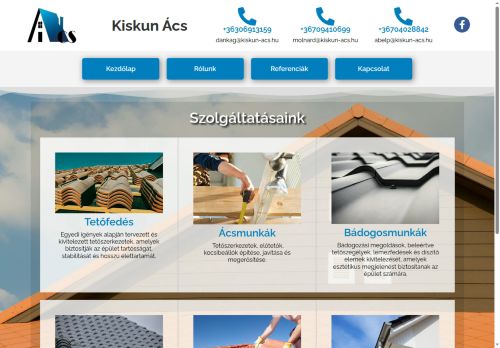 Ács
Kiskun Ács
+36306913159
dankag@kiskun-acs.hu
+36709410699
molnard@kiskun-acs.hu
+36704028842
abelp@kiskun-acs.hu
Kezdőlap
Rólunk
Referenciák
Kapcsolat
Szolgáltatásaink
Tetőfedés
Egyedi igények alapján tervezett és
kivitelezett tetőszerkezetek, amelyek
biztosítják az épület tartósságát,
stabilitását és hosszú élettartamát.
Ácsmunkák
Tetőszerkezetek, előtetők,
kocsibeállók építése, javítása és
megerősítése.
Bádogosmunkák
Bádogozási megoldások, beleértve
tetőszegélyek, lemezfedések és díszítő
elemek kivitelezését, amelyek
esztétikus megjelenést biztosítanak az
épület számára.